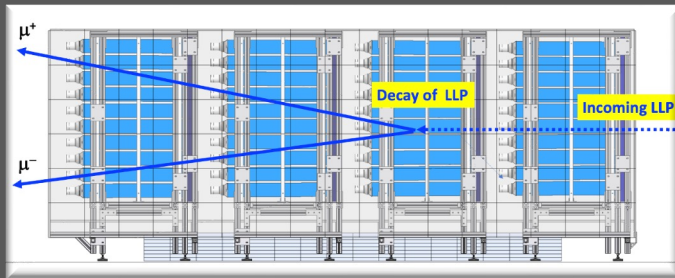 μ⁺
Decay of LLP
Incoming LLP
μ⁻